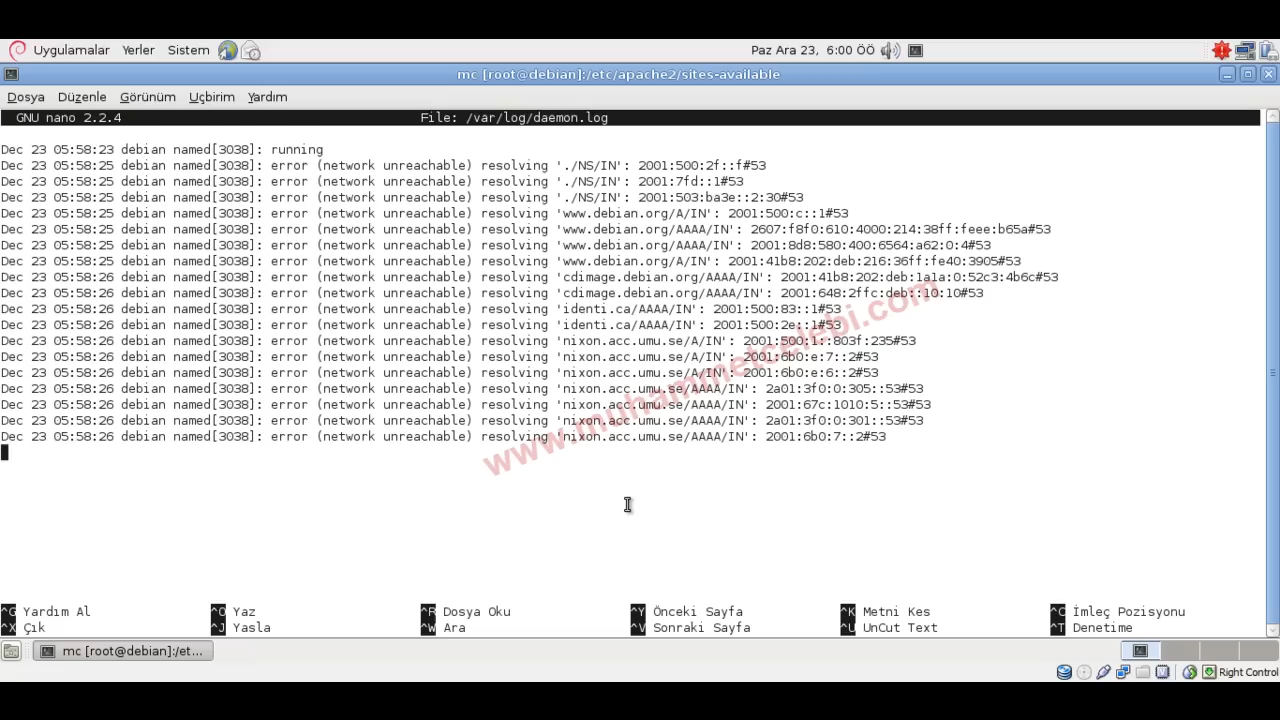 Uygulamalar Yerler Sistem Paz Ara 23, 6:00 ÖÖ
mc [root@debian]:/etc/apache2/sites-available
Dosya Düzenle Görünüm Uçbirim Yardım
GNU nano 2.2.4 File: /var/log/daemon.log
Dec 23 05:58:23 debian named[3038]: running
Dec 23 05:58:25 debian named[3038]: error (network unreachable) resolving './NS/IN': 2001:500:2f::f#53
Dec 23 05:58:25 debian named[3038]: error (network unreachable) resolving './NS/IN': 2001:7fd::1#53
Dec 23 05:58:25 debian named[3038]: error (network unreachable) resolving './NS/IN': 2001:503:ba3e::2:30#53
Dec 23 05:58:25 debian named[3038]: error (network unreachable) resolving 'www.debian.org/A/IN': 2001:500:c::1#53
Dec 23 05:58:25 debian named[3038]: error (network unreachable) resolving 'www.debian.org/AAAA/IN': 2607:f8f0:610:4000:214:38ff:feee:b65a#53
Dec 23 05:58:25 debian named[3038]: error (network unreachable) resolving 'www.debian.org/AAAA/IN': 2001:8d8:580:400:6564:a62:0:4#53
Dec 23 05:58:25 debian named[3038]: error (network unreachable) resolving 'www.debian.org/AAAA/IN': 2001:41b8:202:deb:216:36ff:fe40:3905#53
Dec 23 05:58:26 debian named[3038]: error (network unreachable) resolving 'cdimage.debian.org/AAAA/IN': 2001:41b8:202:deb:1a1a:0:52c3:4b6c#53
Dec 23 05:58:26 debian named[3038]: error (network unreachable) resolving 'cdimage.debian.org/AAAA/IN': 2001:648:2ffc:deb::10:10#53
Dec 23 05:58:26 debian named[3038]: error (network unreachable) resolving 'identi.ca/AAAA/IN': 2001:500:83::1#53
Dec 23 05:58:26 debian named[3038]: error (network unreachable) resolving 'identi.ca/AAAA/IN': 2001:500:2e::1#53
Dec 23 05:58:26 debian named[3038]: error (network unreachable) resolving 'nixon.acc.umu.se/A/IN': 2001:500:1::803f:235#53
Dec 23 05:58:26 debian named[3038]: error (network unreachable) resolving 'nixon.acc.umu.se/A/IN': 2001:6b0:e:7::2#53
Dec 23 05:58:26 debian named[3038]: error (network unreachable) resolving 'nixon.acc.umu.se/A/IN': 2001:6b0:e:6::2#53
Dec 23 05:58:26 debian named[3038]: error (network unreachable) resolving 'nixon.acc.umu.se/AAAA/IN': 2a01:3f0:0:305::53#53
Dec 23 05:58:26 debian named[3038]: error (network unreachable) resolving 'nixon.acc.umu.se/AAAA/IN': 2001:67c:1010:5::53#53
Dec 23 05:58:26 debian named[3038]: error (network unreachable) resolving 'nixon.acc.umu.se/AAAA/IN': 2a01:3f0:0:301::53#53
Dec 23 05:58:26 debian named[3038]: error (network unreachable) resolving 'nixon.acc.umu.se/AAAA/IN': 2001:6b0:7::2#53
www.muhammetcelebi.com
^G Yardım Al ^O Yaz ^R Dosya Oku ^Y Önceki Sayfa ^K Metni Kes ^C İmleç Pozisyonu
^X Çık ^J Yasla ^W Ara ^V Sonraki Sayfa ^U UnCut Text ^T Denetime
mc [root@debian]:/et...
Right Control